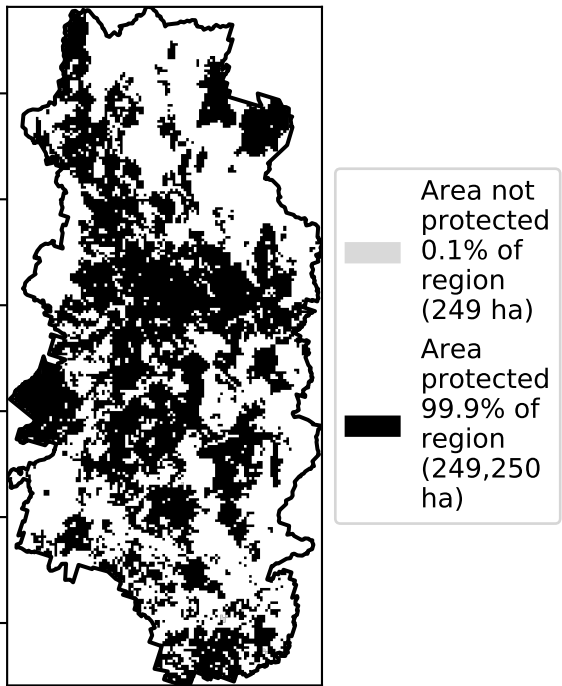 Area not
protected
0.1% of
region
(249 ha)
Area
protected
99.9% of
region
(249,250
ha)